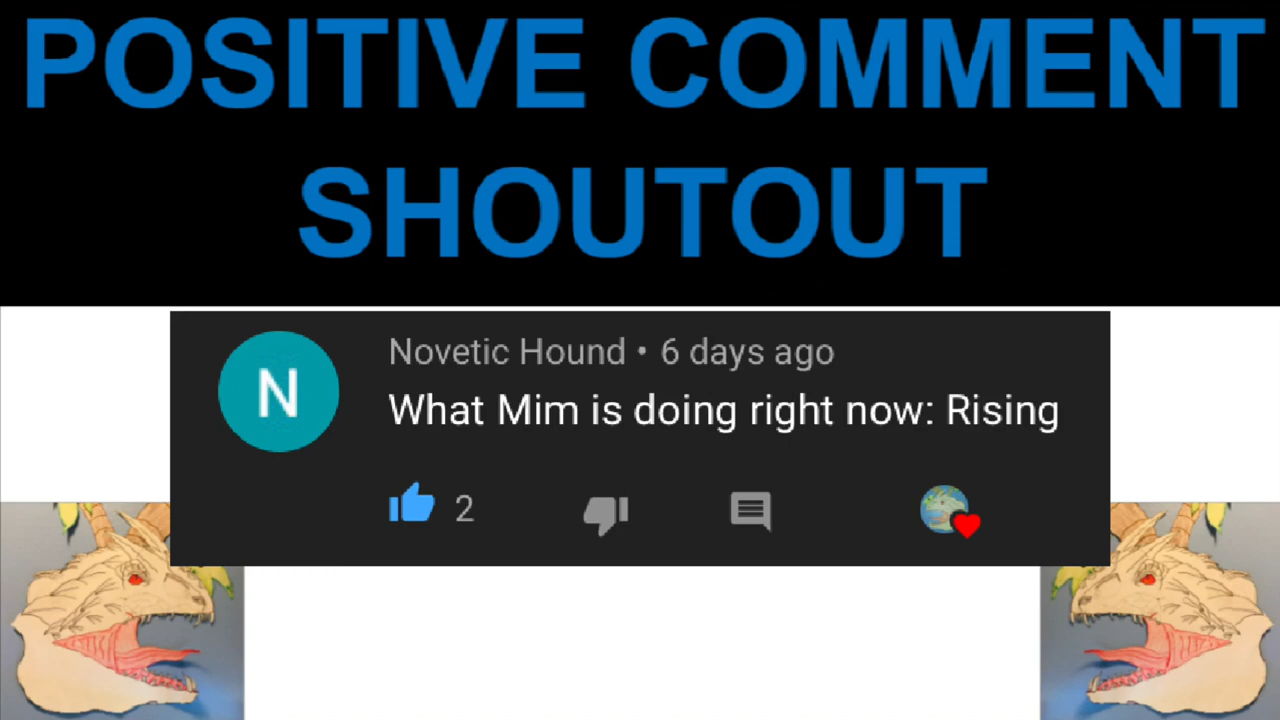 POSITIVE COMMENT
SHOUTOUT
N
Novetic Hound • 6 days ago
What Mim is doing right now: Rising
2